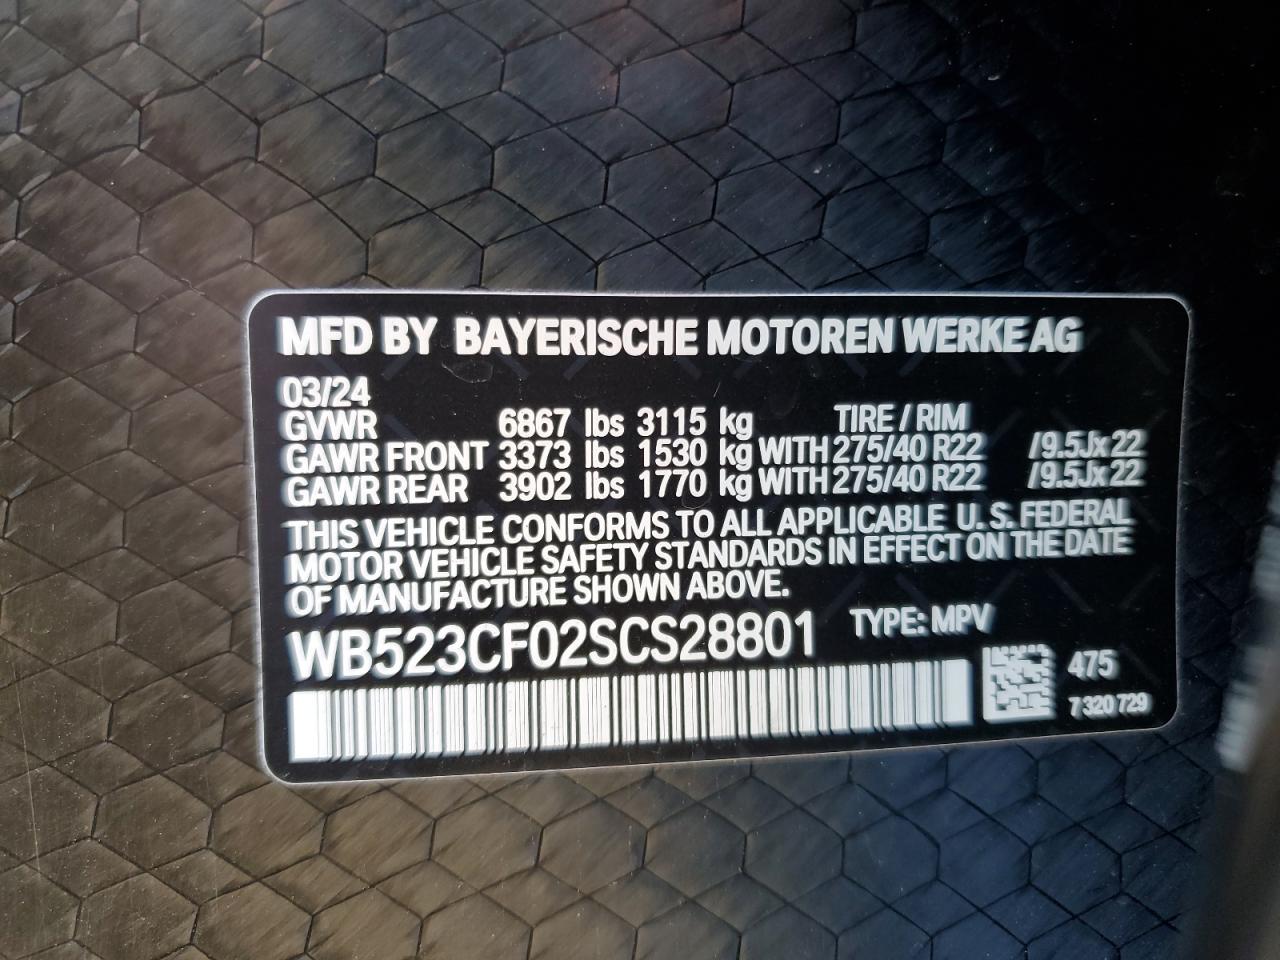 MFD BY BAYERISCHE MOTOREN WERKE AG
03/24
GVWR 6867 lbs 3115 kg TIRE / RIM
GAWR FRONT 3373 lbs 1530 kg WITH 275/40 R22 /9.5Jx22
GAWR REAR 3902 lbs 1770 kg WITH 275/40 R22 /9.5Jx22
THIS VEHICLE CONFORMS TO ALL APPLICABLE U.S. FEDERAL
MOTOR VEHICLE SAFETY STANDARDS IN EFFECT ON THE DATE
OF MANUFACTURE SHOWN ABOVE.
WB523CF02SCS28801 TYPE: MPV
475
7 320 729